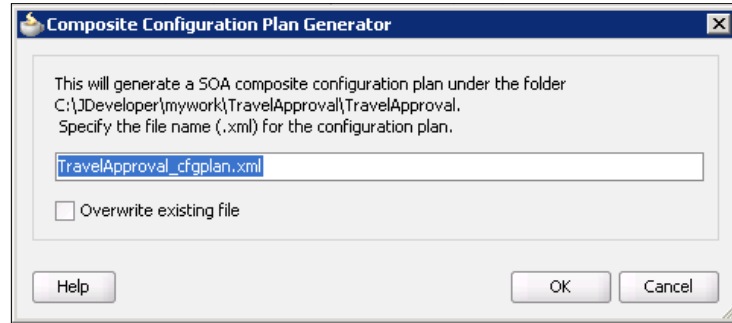 Composite Configuration Plan Generator
This will generate a SOA composite configuration plan under the folder
C:\JDeveloper\mywork\TravelApproval\TravelApproval.
Specify the file name (.xml) for the configuration plan.
TravelApproval_cfgplan.xml
Overwrite existing file
Help OK Cancel